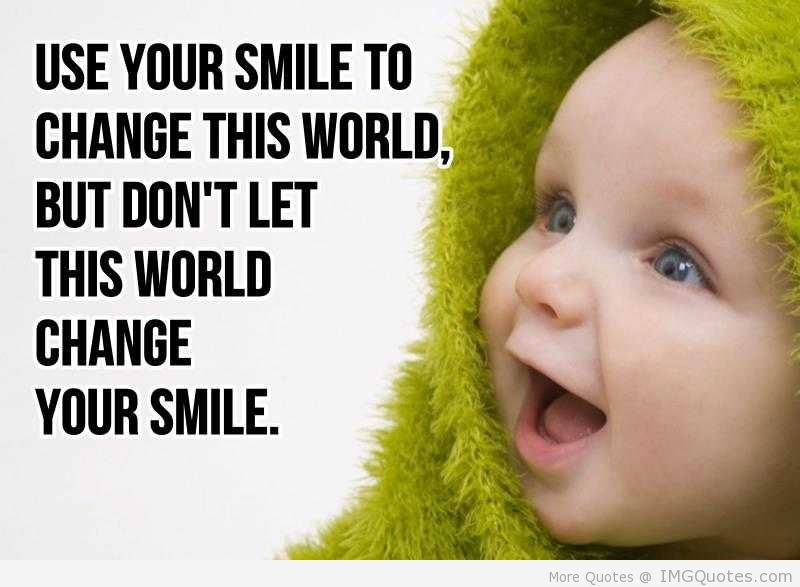 USE YOUR SMILE TO
CHANGE THIS WORLD,
BUT DON'T LET
THIS WORLD
CHANGE
YOUR SMILE.
More Quotes @ IMGQuotes.com